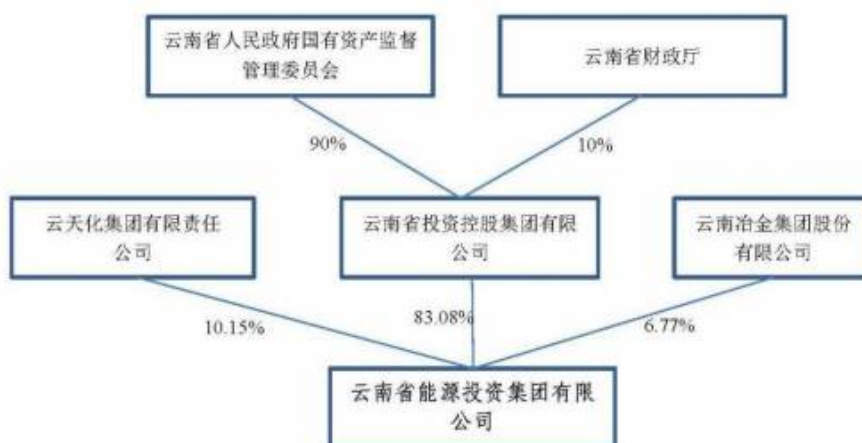 云南省人民政府国有资产监督
管理委员会
云南省财政厅
90%
10%
云天化集团有限责任
公司
云南省投资控股集团有限
公司
云南冶金集团股份
有限公司
10.15%
83.08%
6.77%
云南省能源投资集团有限
公司